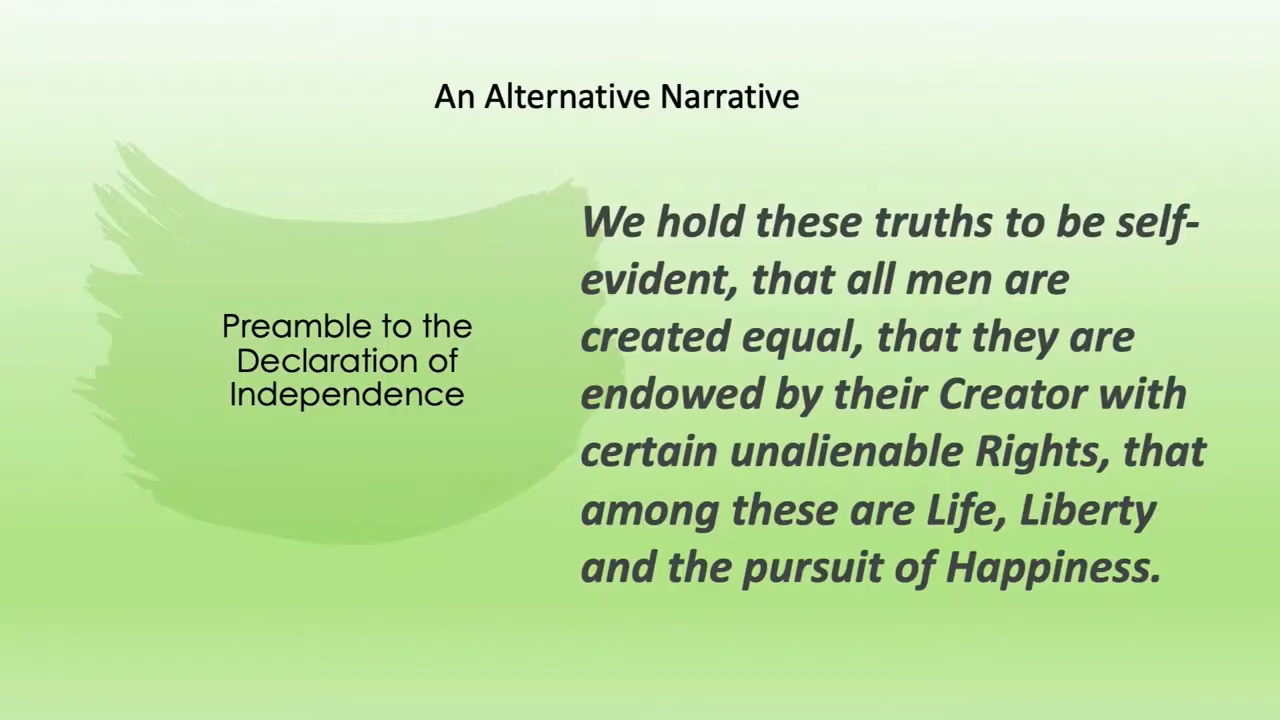 An Alternative Narrative
Preamble to the
Declaration of
Independence
We hold these truths to be self-
evident, that all men are
created equal, that they are
endowed by their Creator with
certain unalienable Rights, that
among these are Life, Liberty
and the pursuit of Happiness.